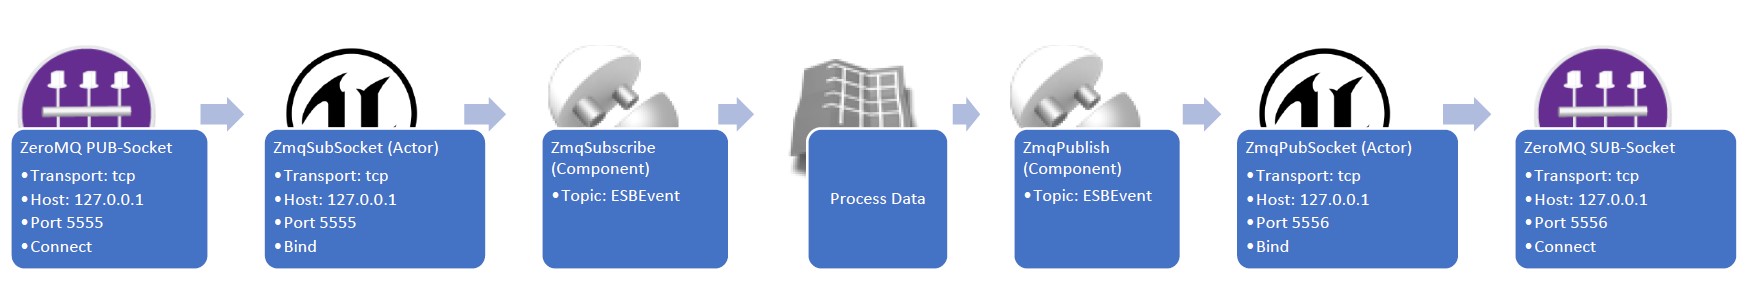 ZeroMQ PUB-Socket
•Transport: tcp
•Host: 127.0.0.1
•Port 5555
•Connect
ZmqSubSocket (Actor)
•Transport: tcp
•Host: 127.0.0.1
•Port 5555
•Bind
ZmqSubscribe
(Component)
•Topic: ESBEvent
Process Data
ZmqPublish
(Component)
•Topic: ESBEvent
ZmqPubSocket (Actor)
•Transport: tcp
•Host: 127.0.0.1
•Port 5556
•Bind
ZeroMQ SUB-Socket
•Transport: tcp
•Host: 127.0.0.1
•Port 5556
•Connect